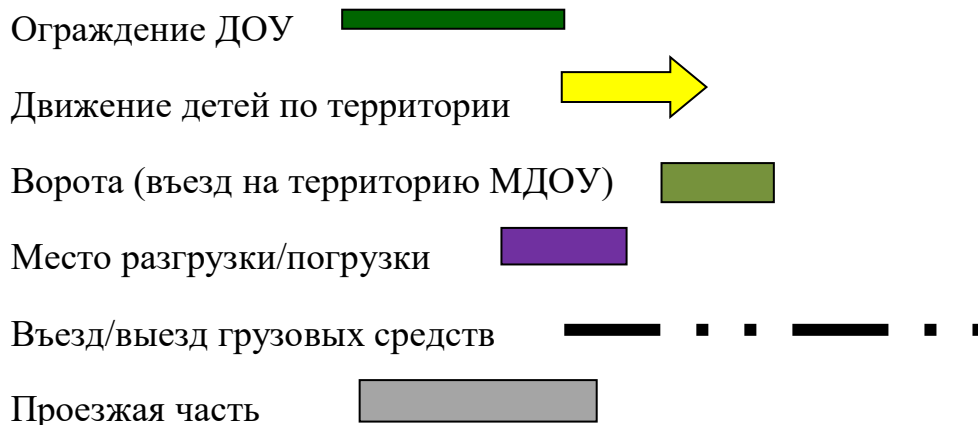 Ограждение ДОУ
Движение детей по территории
Ворота (въезд на территорию МДОУ)
Место разгрузки/погрузки
Въезд/выезд грузовых средств
Проезжая часть